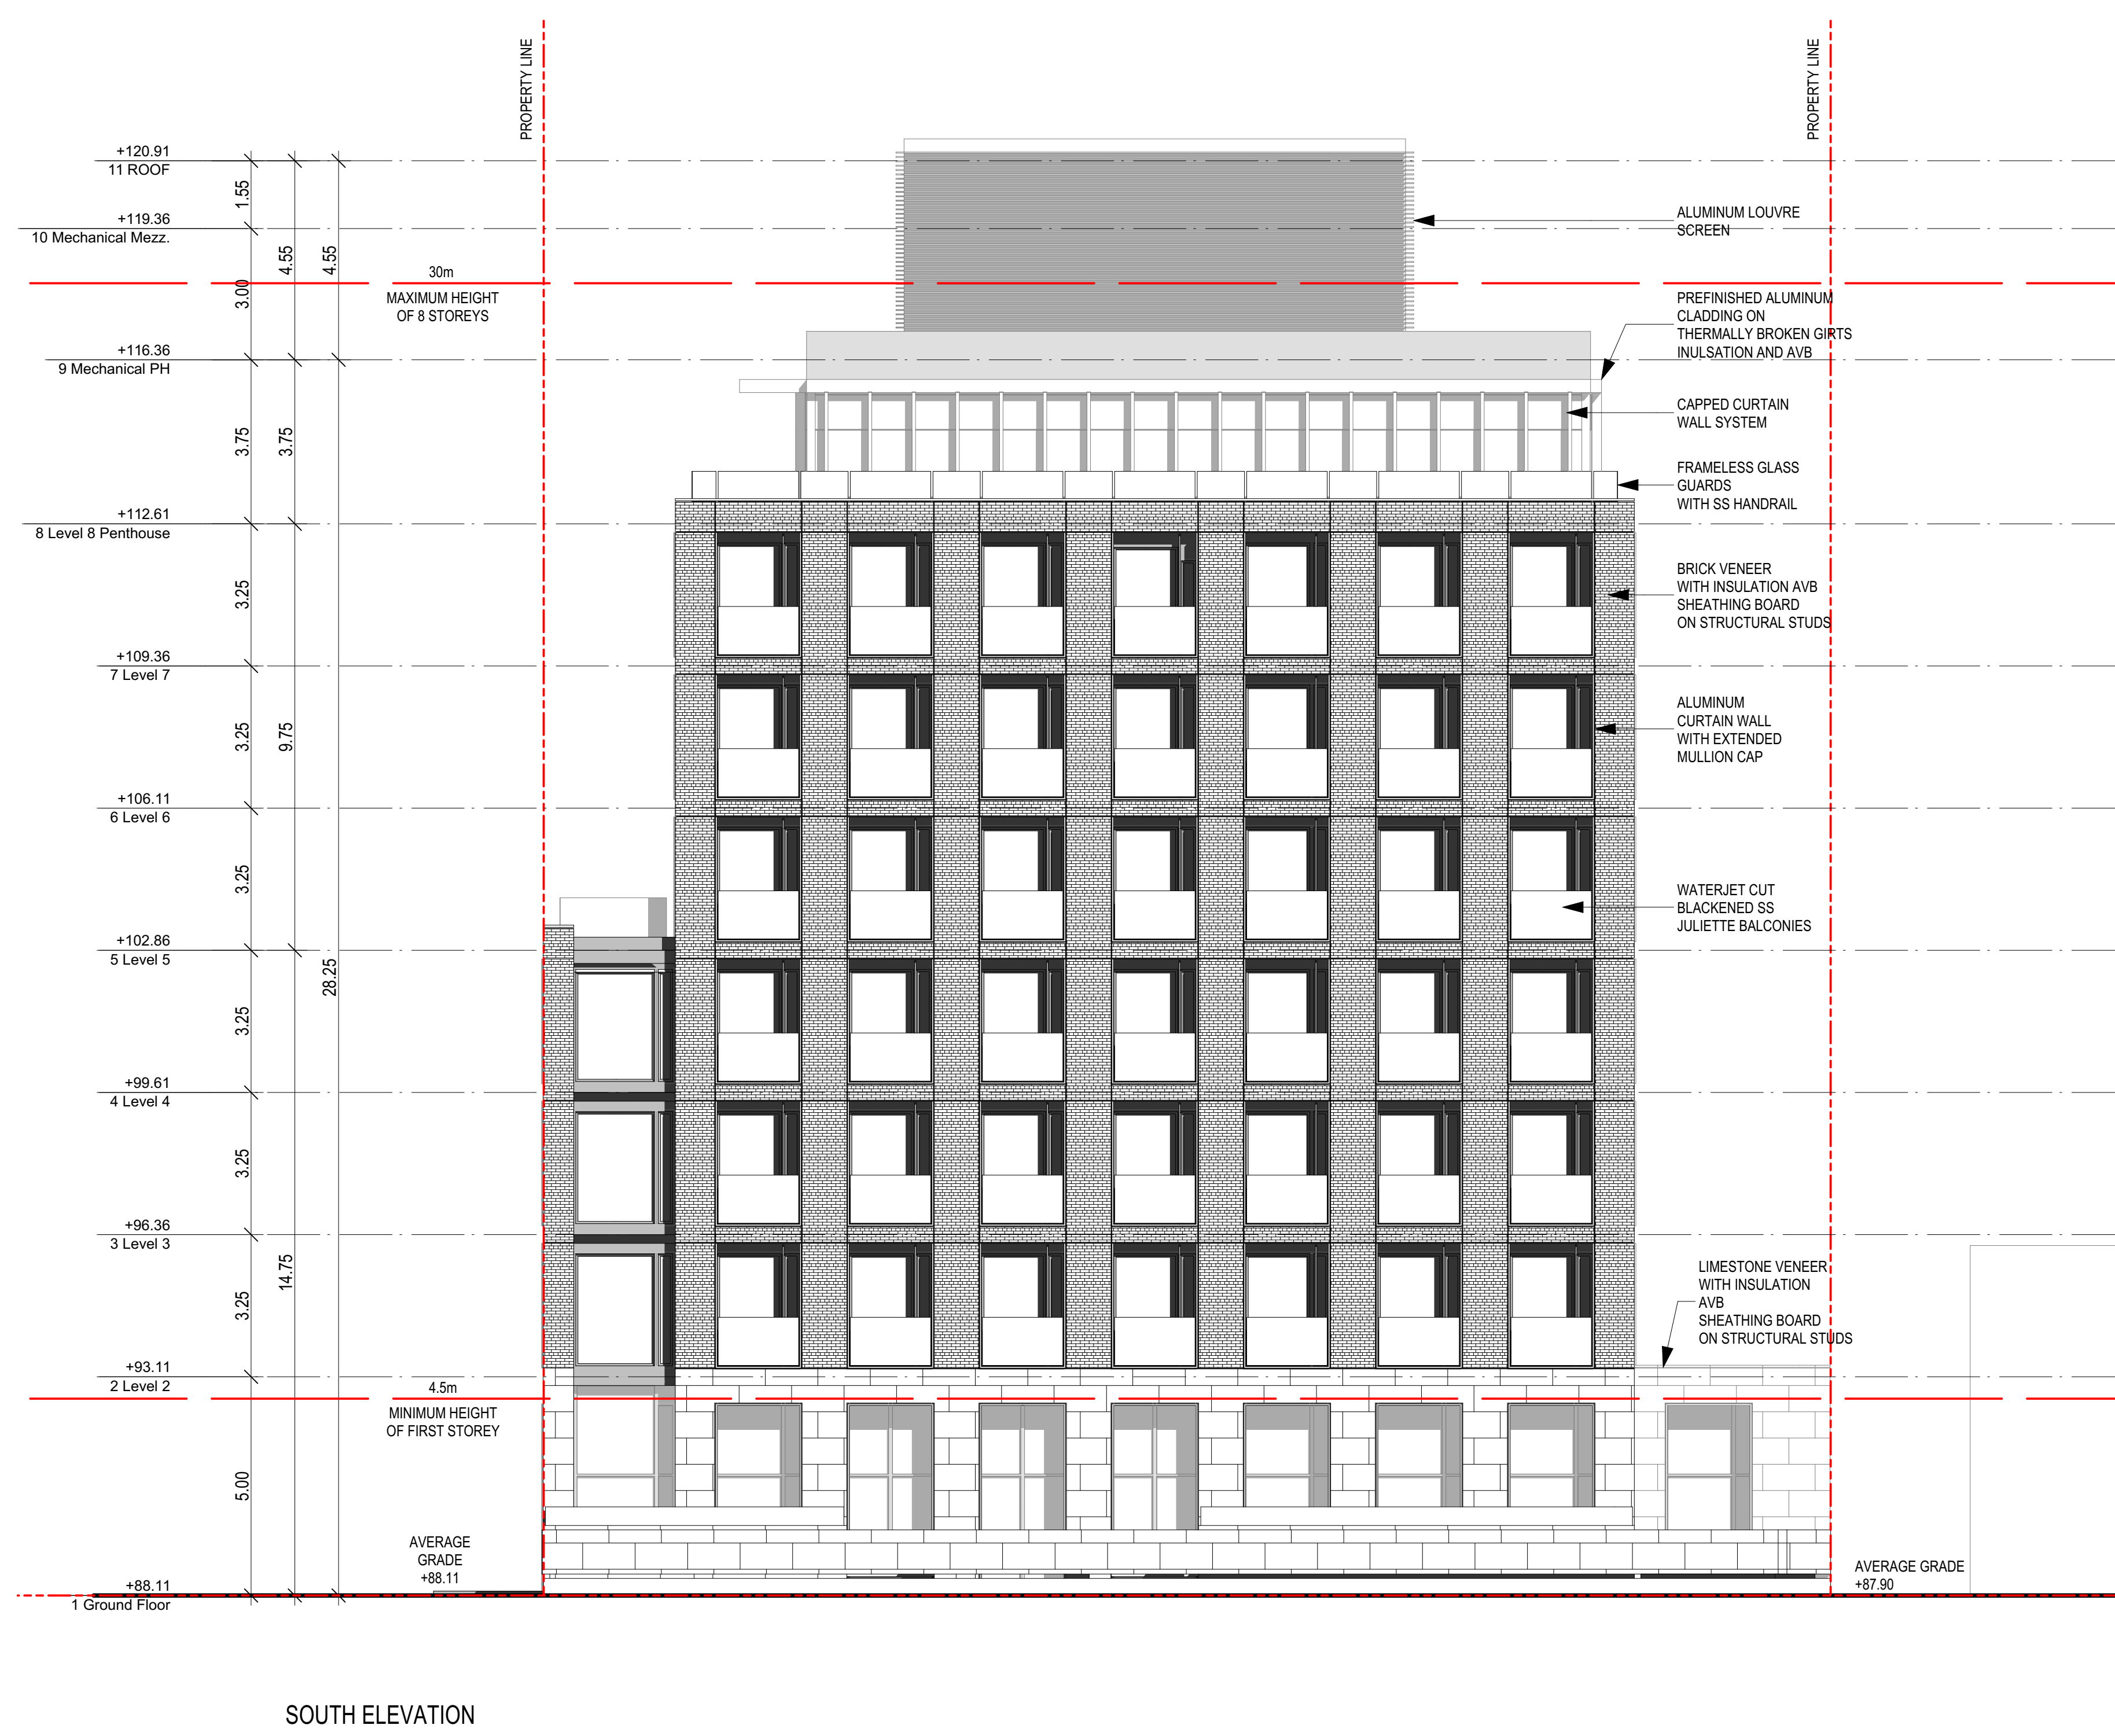 PROPERTY LINE
PROPERTY LINE
+120.91
11 ROOF
1.55
+119.36
10 Mechanical Mezz.
4.55
4.55
3.00
30m
MAXIMUM HEIGHT
OF 8 STOREYS
+116.36
9 Mechanical PH
3.75
3.75
+112.61
8 Level 8 Penthouse
3.25
+109.36
7 Level 7
3.25
9.75
+106.11
6 Level 6
3.25
+102.86
5 Level 5
28.25
3.25
+99.61
4 Level 4
3.25
+96.36
3 Level 3
14.75
3.25
+93.11
2 Level 2
4.5m
MINIMUM HEIGHT
OF FIRST STOREY
5.00
AVERAGE
GRADE
+88.11
+88.11
1 Ground Floor
ALUMINUM LOUVRE
SCREEN
PREFINISHED ALUMINUM
CLADDING ON
THERMALLY BROKEN GIRTS
INULSATION AND AVB
CAPPED CURTAIN
WALL SYSTEM
FRAMELESS GLASS
GUARDS
WITH SS HANDRAIL
BRICK VENEER
WITH INSULATION AVB
SHEATHING BOARD
ON STRUCTURAL STUDS
ALUMINUM
CURTAIN WALL
WITH EXTENDED
MULLION CAP
WATERJET CUT
BLACKENED SS
JULIETTE BALCONIES
LIMESTONE VENEER
WITH INSULATION
AVB
SHEATHING BOARD
ON STRUCTURAL STUDS
AVERAGE GRADE
+87.90
SOUTH ELEVATION